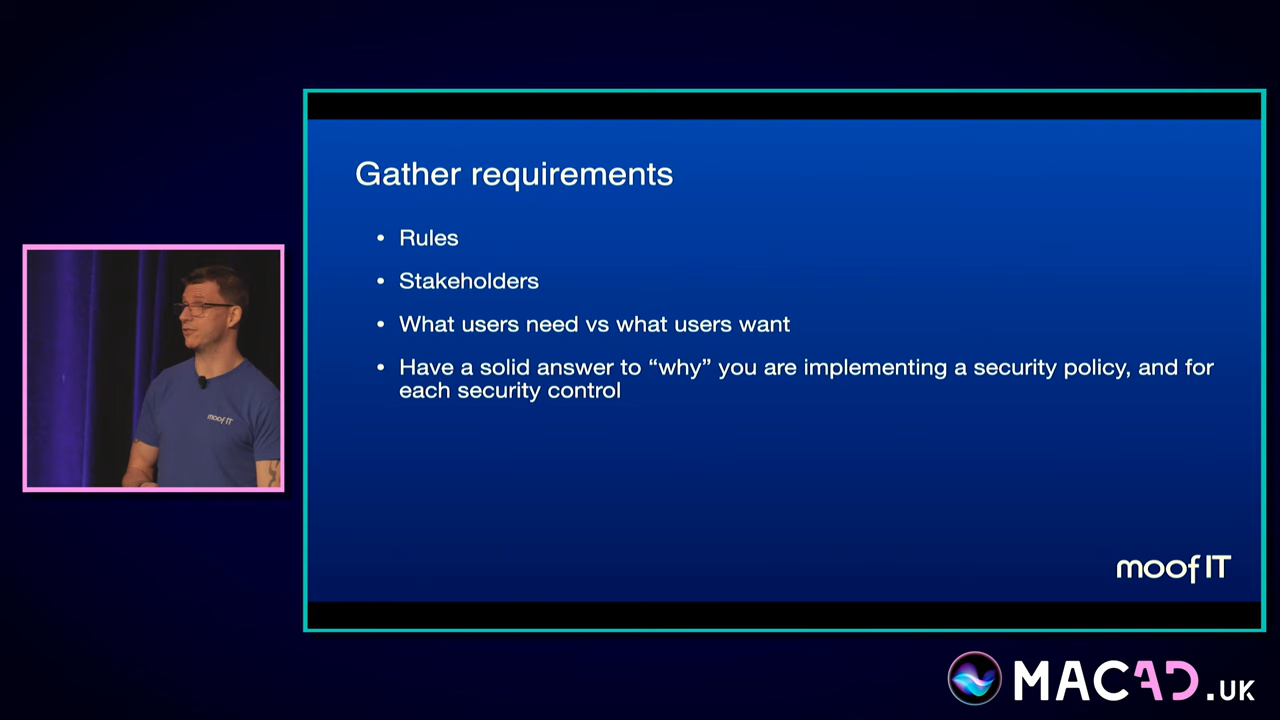 Gather requirements
• Rules
• Stakeholders
• What users need vs what users want
• Have a solid answer to “why” you are implementing a security policy, and for
each security control
moof IT
moof IT
MACAD.UK